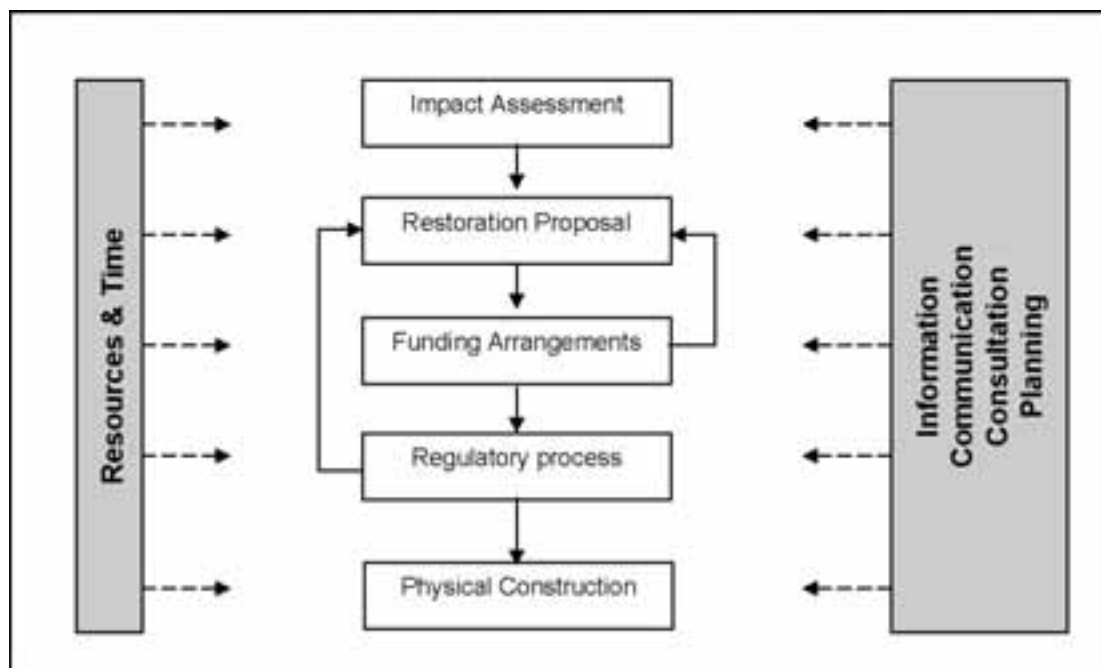 Resources & Time
Impact Assessment
Restoration Proposal
Funding Arrangements
Regulatory process
Physical Construction
Information
Communication
Consultation
Planning